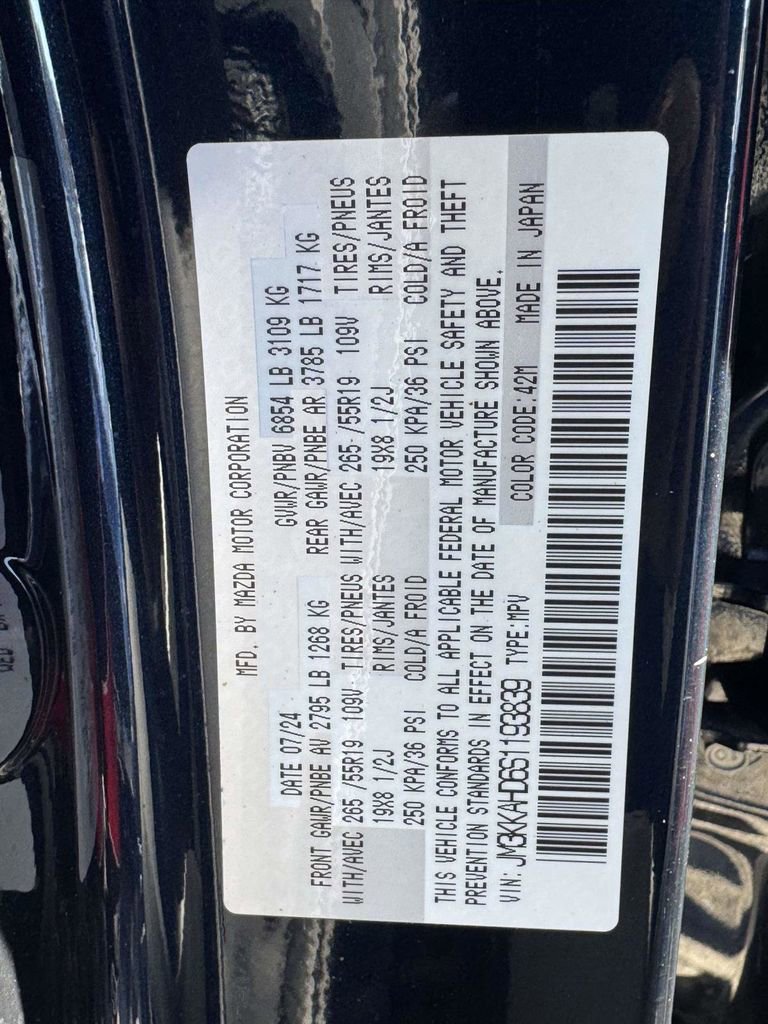 MFD. BY MAZDA MOTOR CORPORATION
DATE 07/24 GVWR/PNBV 6854 LB 3109 KG
FRONT GAWR/PNBE AV 2795 LB 1268 KG REAR GAWR/PNBE AR 3785 LB 1717 KG
WITH/AVEC 265 /55R19 109V TIRES/PNEUS WITH/AVEC 265 /55R19 109V TIRES/PNEUS
19X8 1/2J RIMS/JANTES 19X8 1/2J RIMS/JANTES
250 KPA/36 PSI COLD/A FROID 250 KPA/36 PSI COLD/A FROID
THIS VEHICLE CONFORMS TO ALL APPLICABLE FEDERAL MOTOR VEHICLE SAFETY AND THEFT
PREVENTION STANDARDS IN EFFECT ON THE DATE OF MANUFACTURE SHOWN ABOVE.
VIN: JM3KKAHD6S1193839 TYPE:MPV COLOR CODE:42M MADE IN JAPAN